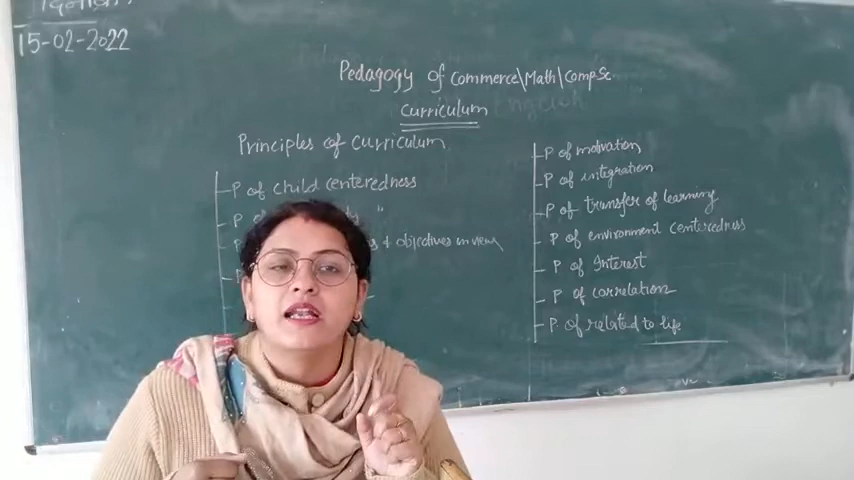 15-02-2022
Pedagogy of Commerce\Math\Comp.Sc.
Curriculum
Principles of curriculum
P of child centeredness
P of
& objectives in view
P of motivation
P of integration
P of transfer of learning
P of environment centeredness
P of Interest
P of correlation
P of related to life